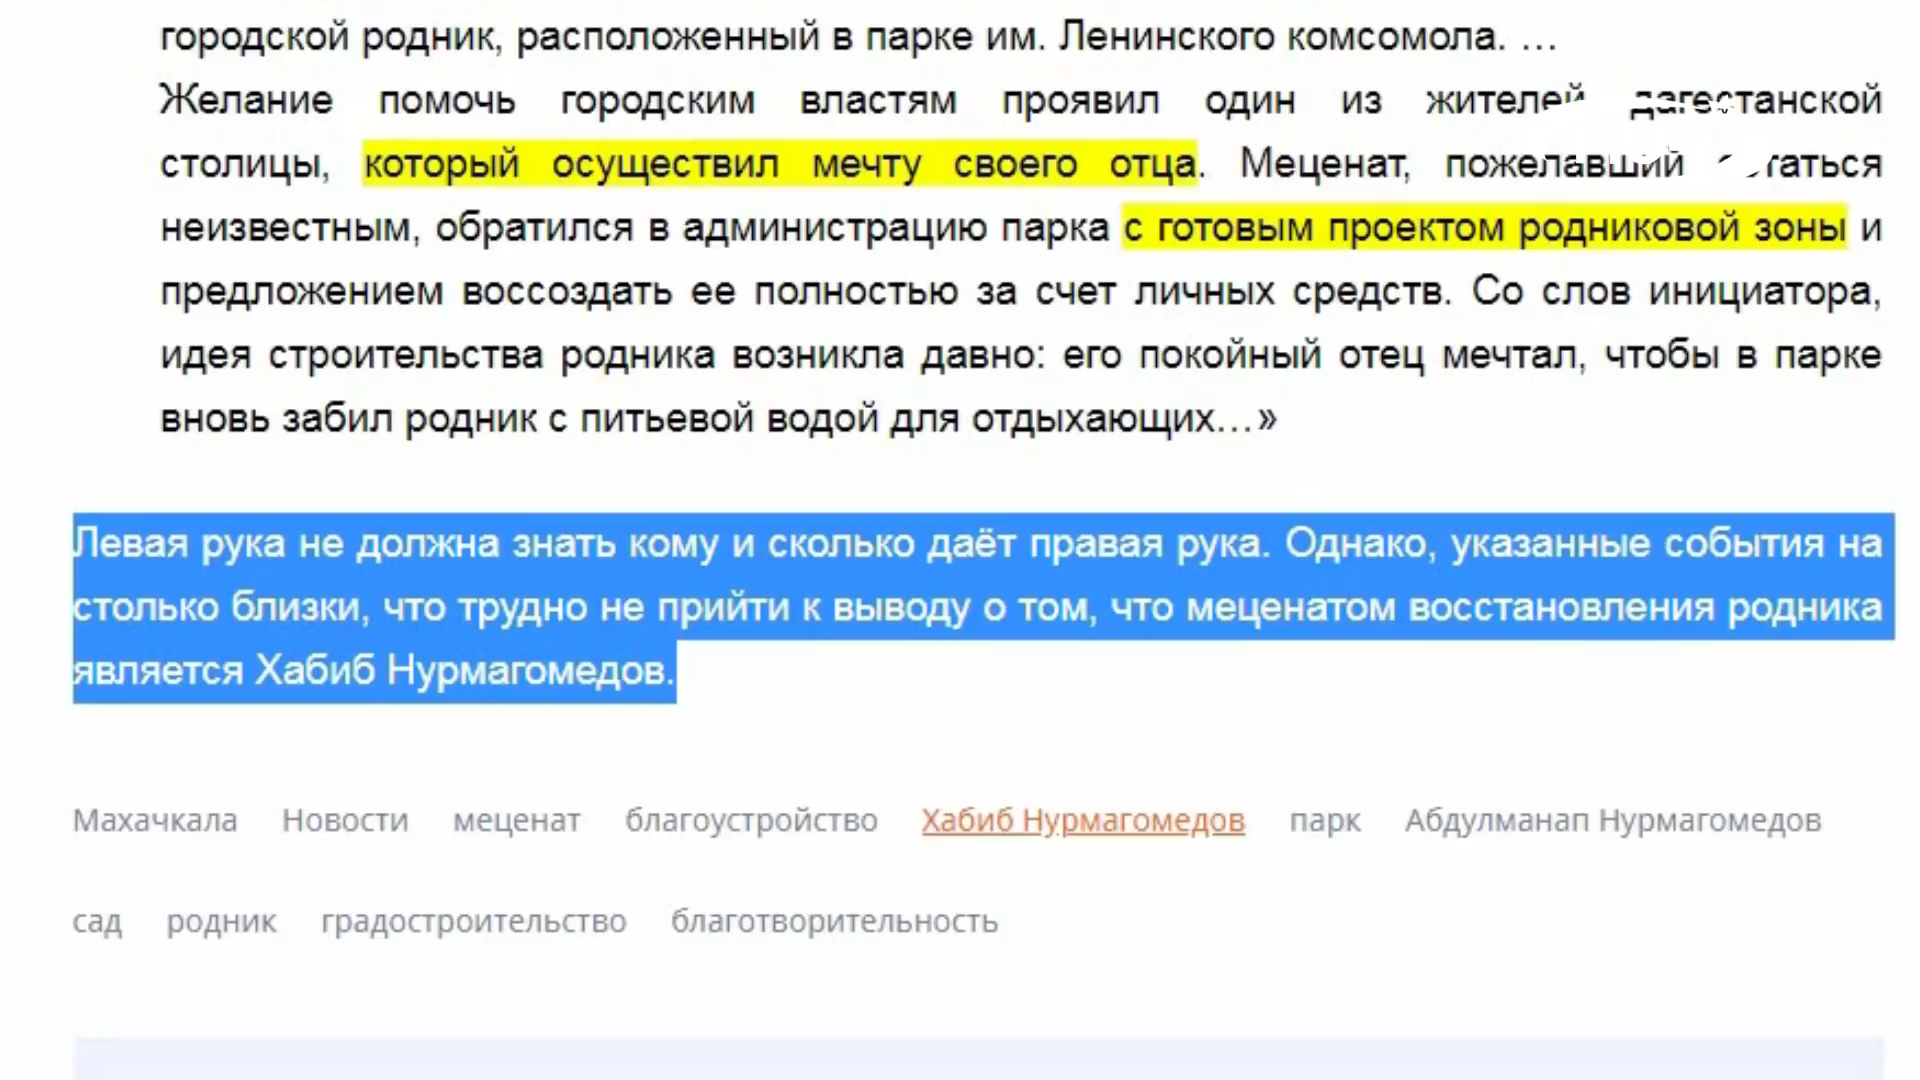 городской родник, расположенный в парке им. Ленинского комсомола. …
Желание помочь городским властям проявил один из жителей дагестанской
столицы, который осуществил мечту своего отца. Меценат, пожелавший
неизвестным, обратился в администрацию парка с готовым проектом родниковой зоны и
предложением воссоздать ее полностью за счет личных средств. Со слов инициатора,
идея строительства родника возникла давно: его покойный отец мечтал, чтобы в парке
вновь забил родник с питьевой водой для отдыхающих…»
Левая рука не должна знать кому и сколько даёт правая рука. Однако, указанные события на
столько близки, что трудно не прийти к выводу о том, что меценатом восстановления родника
является Хабиб Нурмагомедов.
Махачкала Новости меценат благоустройство Хабиб Нурмагомедов парк Абдулманап Нурмагомедов
сад родник градостроительство благотворительность